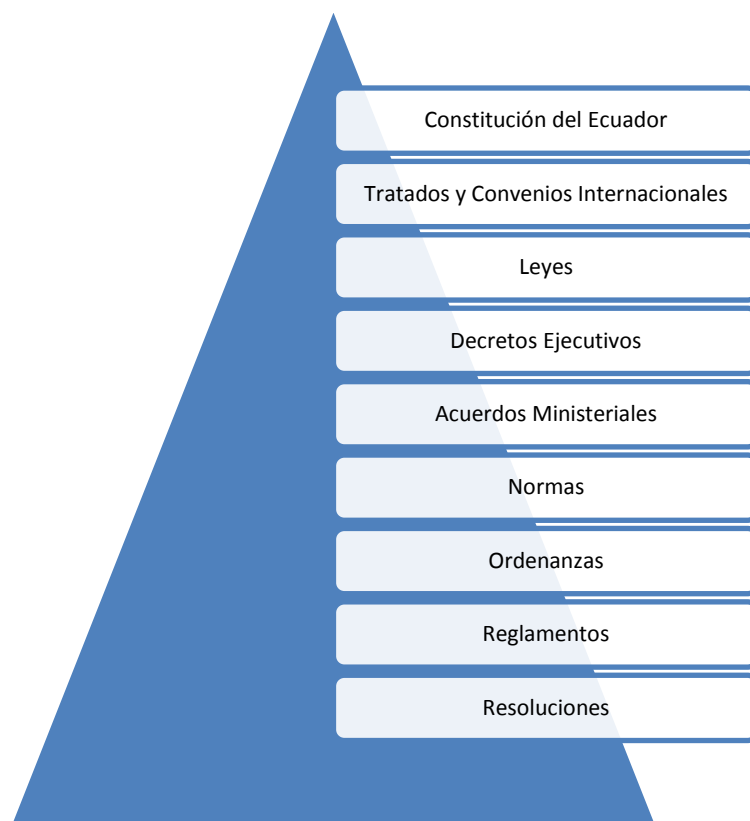 Constitución del Ecuador
Tratados y Convenios Internacionales
Leyes
Decretos Ejecutivos
Acuerdos Ministeriales
Normas
Ordenanzas
Reglamentos
Resoluciones